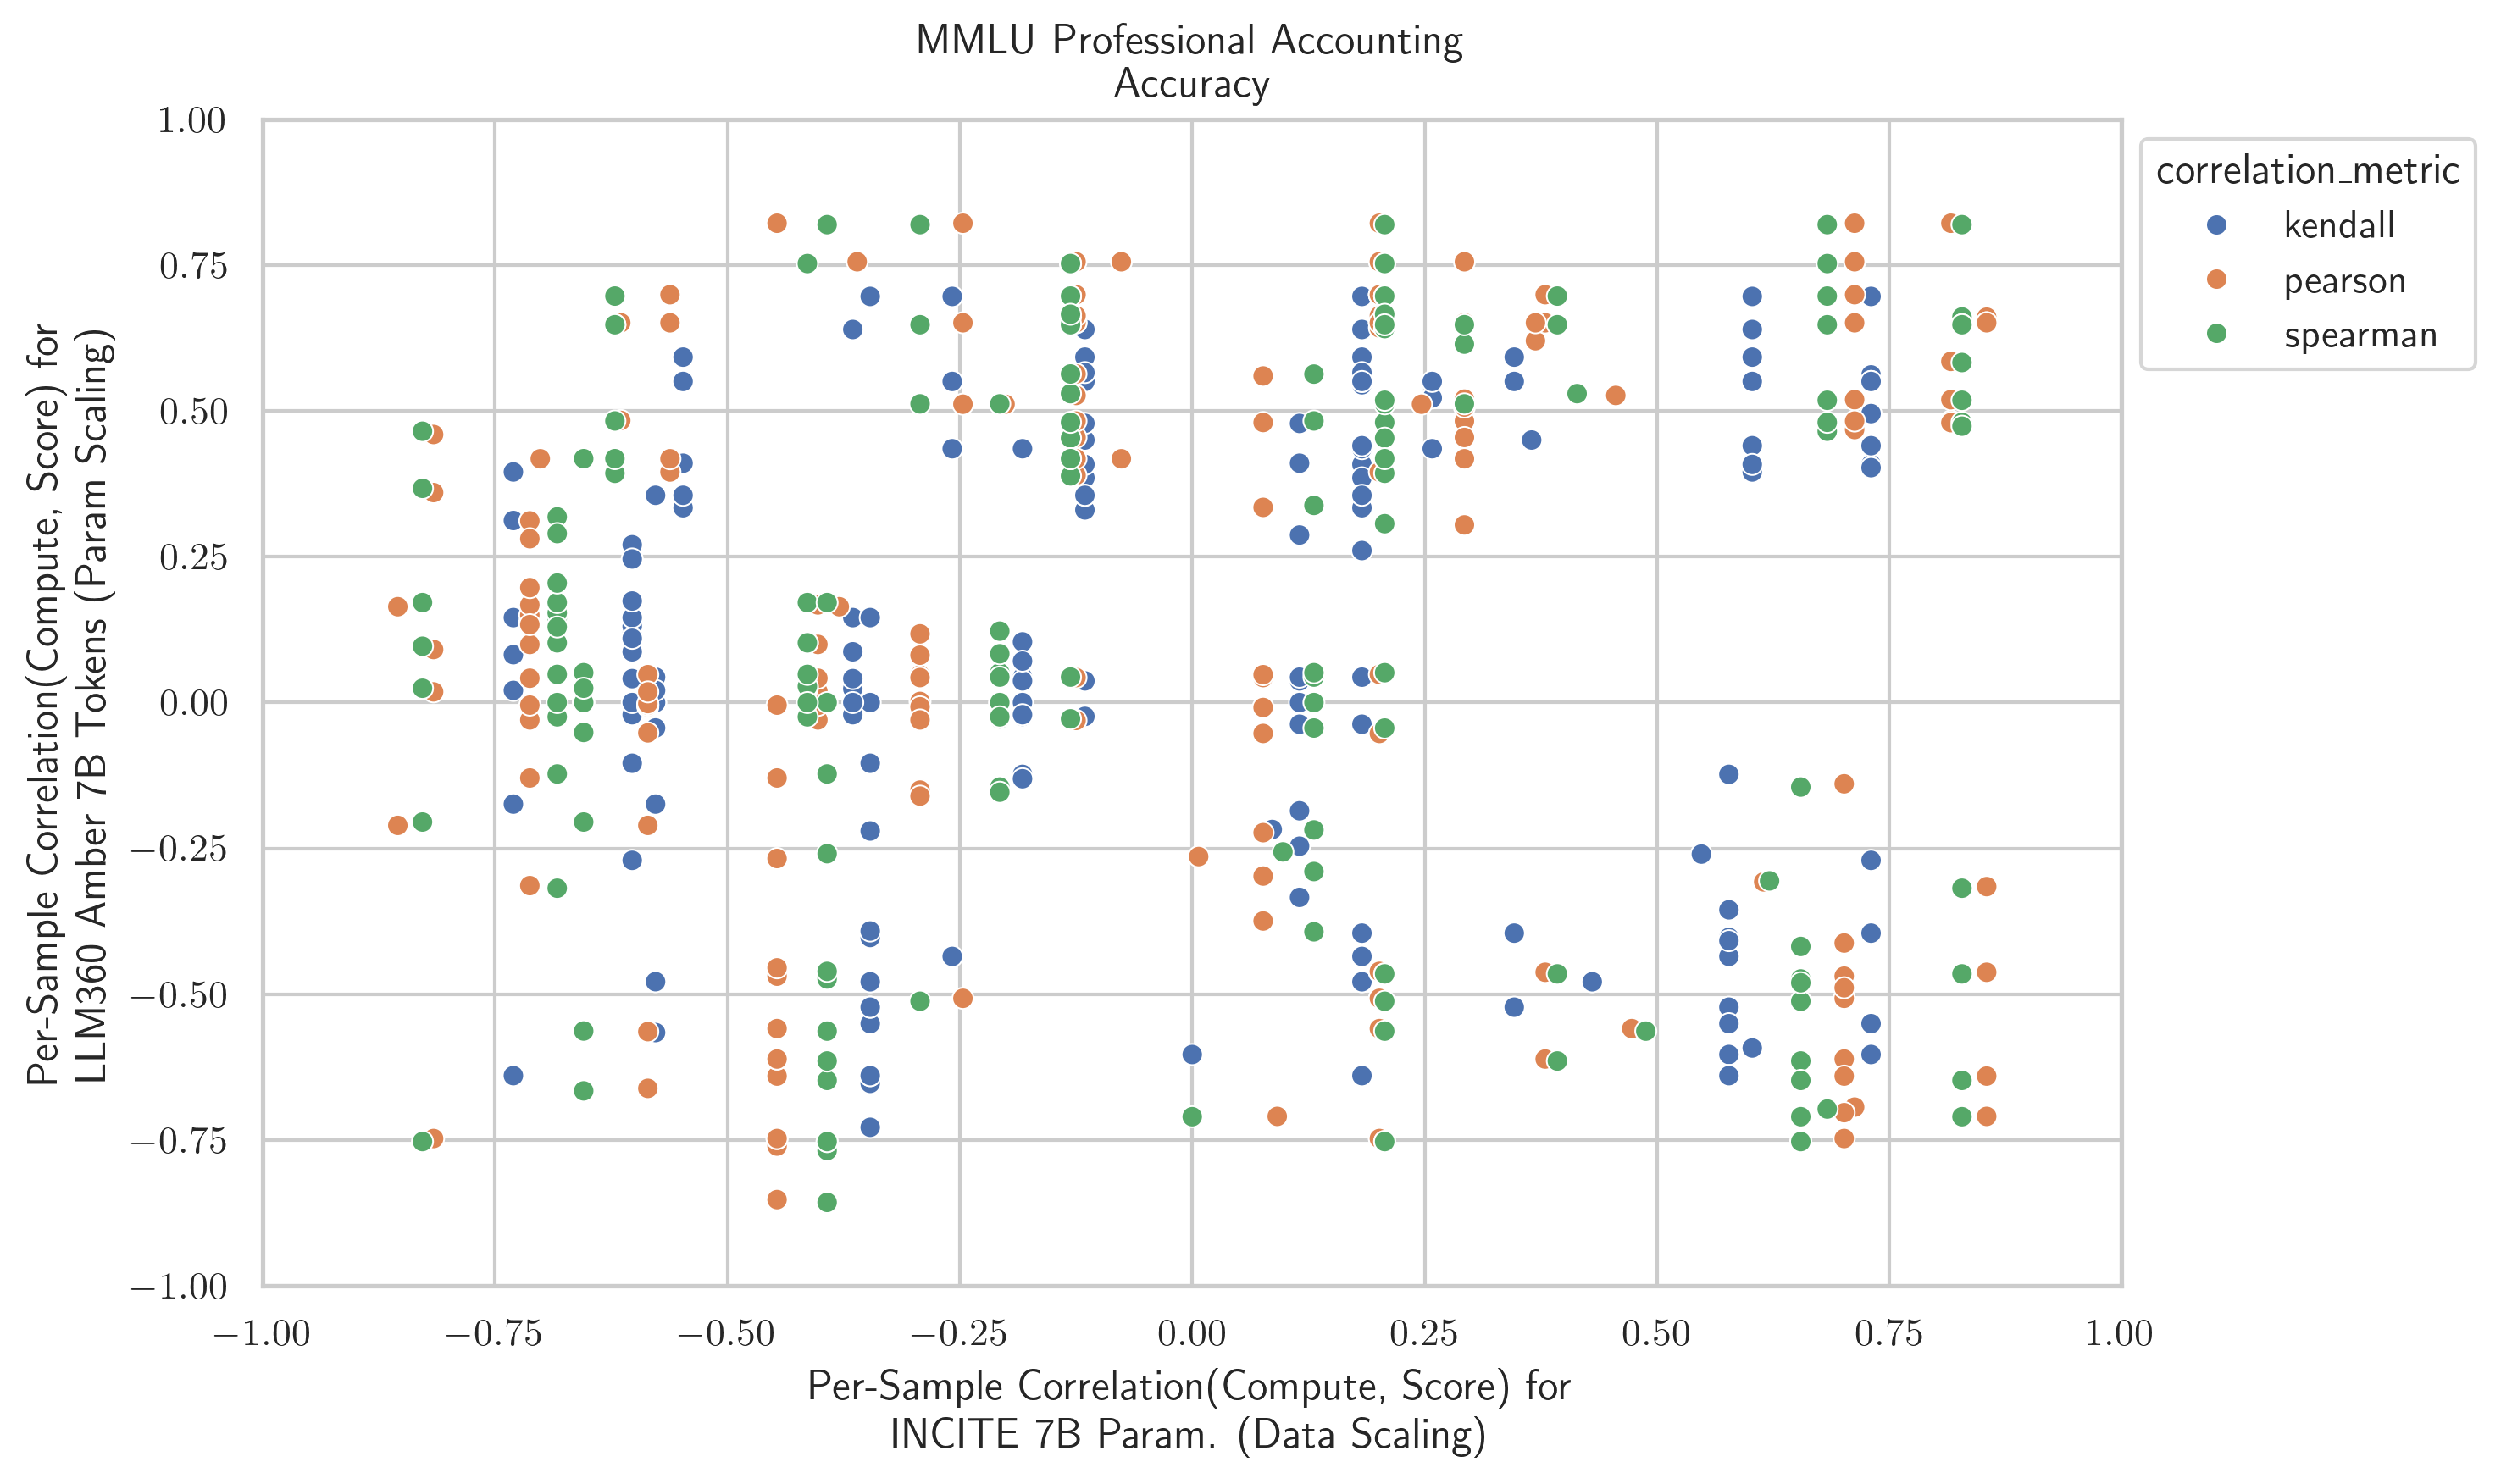 MMLU Professional Accounting
Accuracy
Per-Sample Correlation(Compute, Score) for
LLM360 Amber 7B Tokens (Param Scaling)
1.00
0.75
0.50
0.25
0.00
−0.25
−0.50
−0.75
−1.00
−1.00 −0.75 −0.50 −0.25 0.00 0.25 0.50 0.75 1.00
Per-Sample Correlation(Compute, Score) for
INCITE 7B Param. (Data Scaling)
correlation_metric
kendall
pearson
spearman